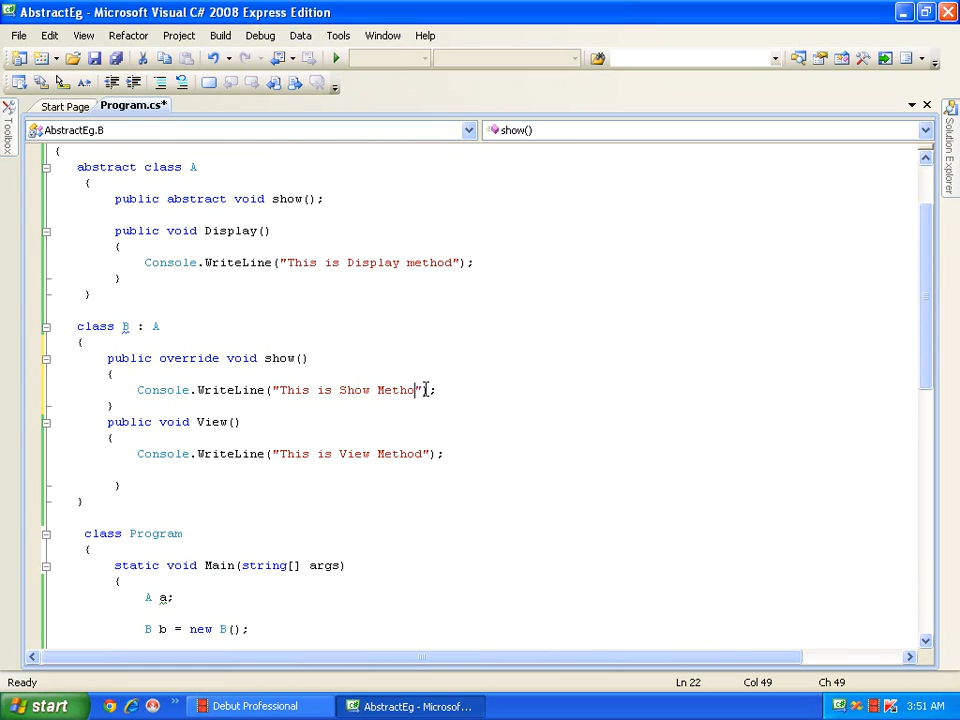 AbstractEg - Microsoft Visual C# 2008 Express Edition
File Edit View Refactor Project Build Debug Data Tools Window Help
Start Page Program.cs*
AbstractEg.B show()
Toolbox
Solution Explorer
{
abstract class A
{
public abstract void show();
public void Display()
{
Console.WriteLine("This is Display method");
}
}
class B : A
{
public override void show()
{
Console.WriteLine("This is Show Metho");
}
public void View()
{
Console.WriteLine("This is View Method");
}
}
class Program
{
static void Main(string[] args)
{
A a;
B b = new B();
Ready Ln 22 Col 49 Ch 49
start Debut Professional AbstractEg - Microsof... 3:51 AM